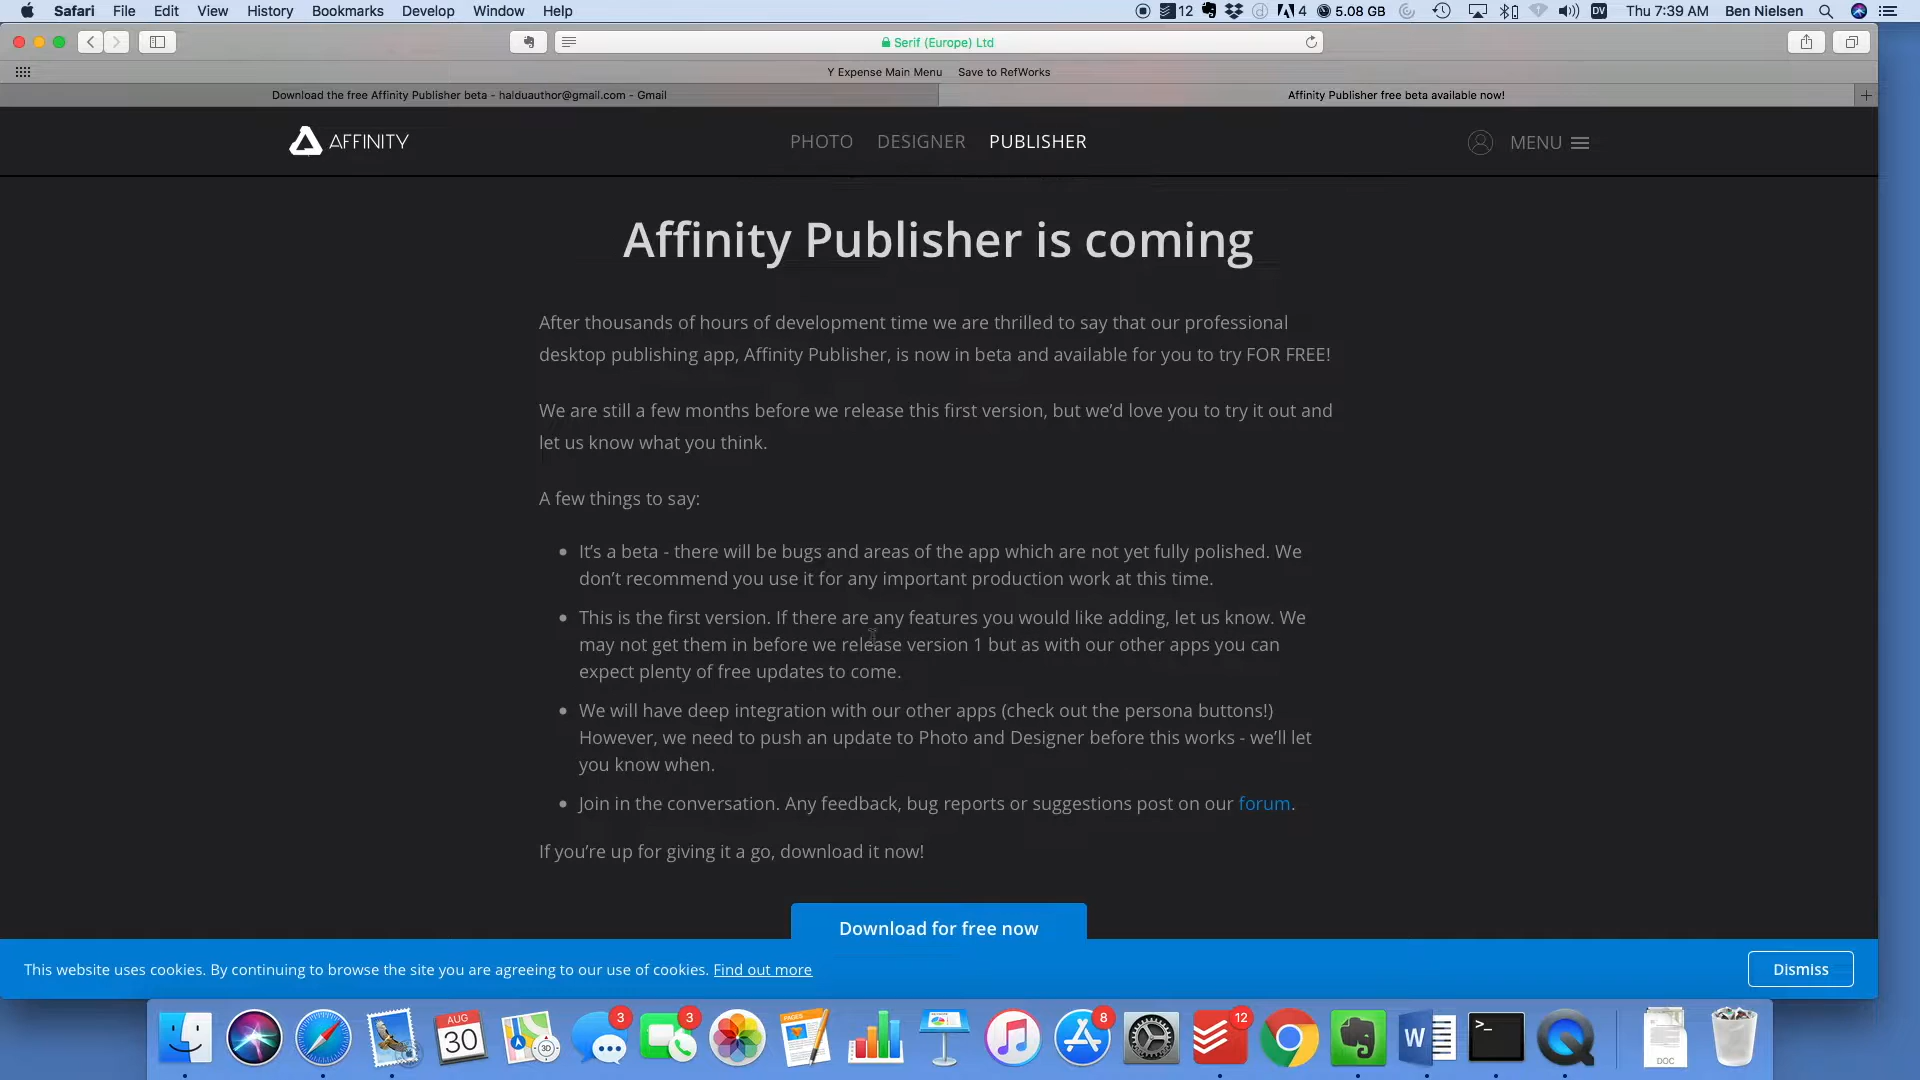 Safari File Edit View History Bookmarks Develop Window Help 12 4 5.08 GB DV Thu 7:39 AM Ben Nielsen
Serif (Europe) Ltd
Y Expense Main Menu Save to RefWorks
Download the free Affinity Publisher beta - halduauthor@gmail.com - Gmail Affinity Publisher free beta available now!
AFFINITY PHOTO DESIGNER PUBLISHER MENU
Affinity Publisher is coming
After thousands of hours of development time we are thrilled to say that our professional
desktop publishing app, Affinity Publisher, is now in beta and available for you to try FOR FREE!
We are still a few months before we release this first version, but we’d love you to try it out and
let us know what you think.
A few things to say:
It’s a beta - there will be bugs and areas of the app which are not yet fully polished. We
don’t recommend you use it for any important production work at this time.
This is the first version. If there are any features you would like adding, let us know. We
may not get them in before we release version 1 but as with our other apps you can
expect plenty of free updates to come.
We will have deep integration with our other apps (check out the persona buttons!)
However, we need to push an update to Photo and Designer before this works - we’ll let
you know when.
Join in the conversation. Any feedback, bug reports or suggestions post on our forum.
If you’re up for giving it a go, download it now!
Download for free now
This website uses cookies. By continuing to browse the site you are agreeing to our use of cookies. Find out more Dismiss
AUG 30 3 3 PAGES 8 12 W >_ DOC